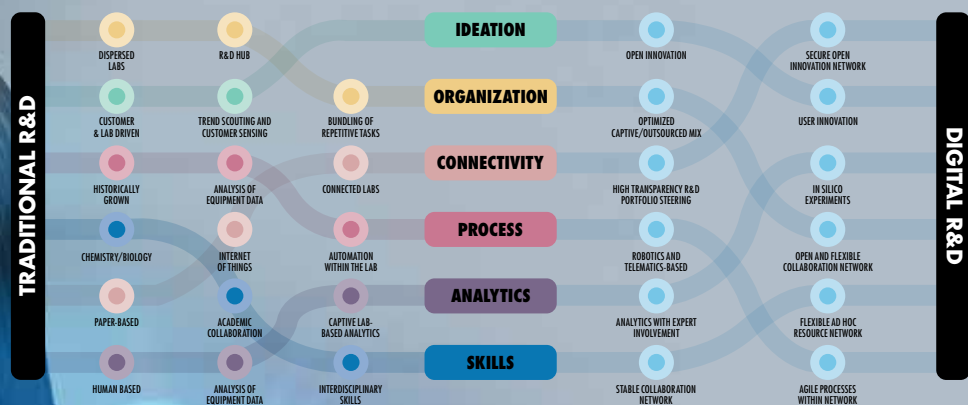 TRADITIONAL R&D
DISPERSED
LABS
R&D HUB
IDEATION
OPEN INNOVATION
SECURE OPEN
INNOVATION NETWORK
CUSTOMER
& LAB DRIVEN
TREND SCOUTING AND
CUSTOMER SENSING
BUNDLING OF
REPETITIVE TASKS
ORGANIZATION
OPTIMIZED
CAPTIVE/OUTSOURCED MIX
USER INNOVATION
HISTORICALLY
GROWN
ANALYSIS OF
EQUIPMENT DATA
CONNECTED LABS
CONNECTIVITY
HIGH TRANSPARENCY R&D
PORTFOLIO STEERING
IN SILICO
EXPERIMENTS
CHEMISTRY/BIOLOGY
INTERNET
OF THINGS
AUTOMATION
WITHIN THE LAB
PROCESS
ROBOTICS AND
TELEMATICS-BASED
OPEN AND FLEXIBLE
COLLABORATION NETWORK
PAPER-BASED
ACADEMIC
COLLABORATION
CAPTIVE LAB-
BASED ANALYTICS
ANALYTICS
ANALYTICS WITH EXPERT
INVOLVEMENT
FLEXIBLE AD HOC
RESOURCE NETWORK
HUMAN BASED
ANALYSIS OF
EQUIPMENT DATA
INTERDISCIPLINARY
SKILLS
SKILLS
STABLE COLLABORATION
NETWORK
AGILE PROCESSES
WITHIN NETWORK
DIGITAL R&D